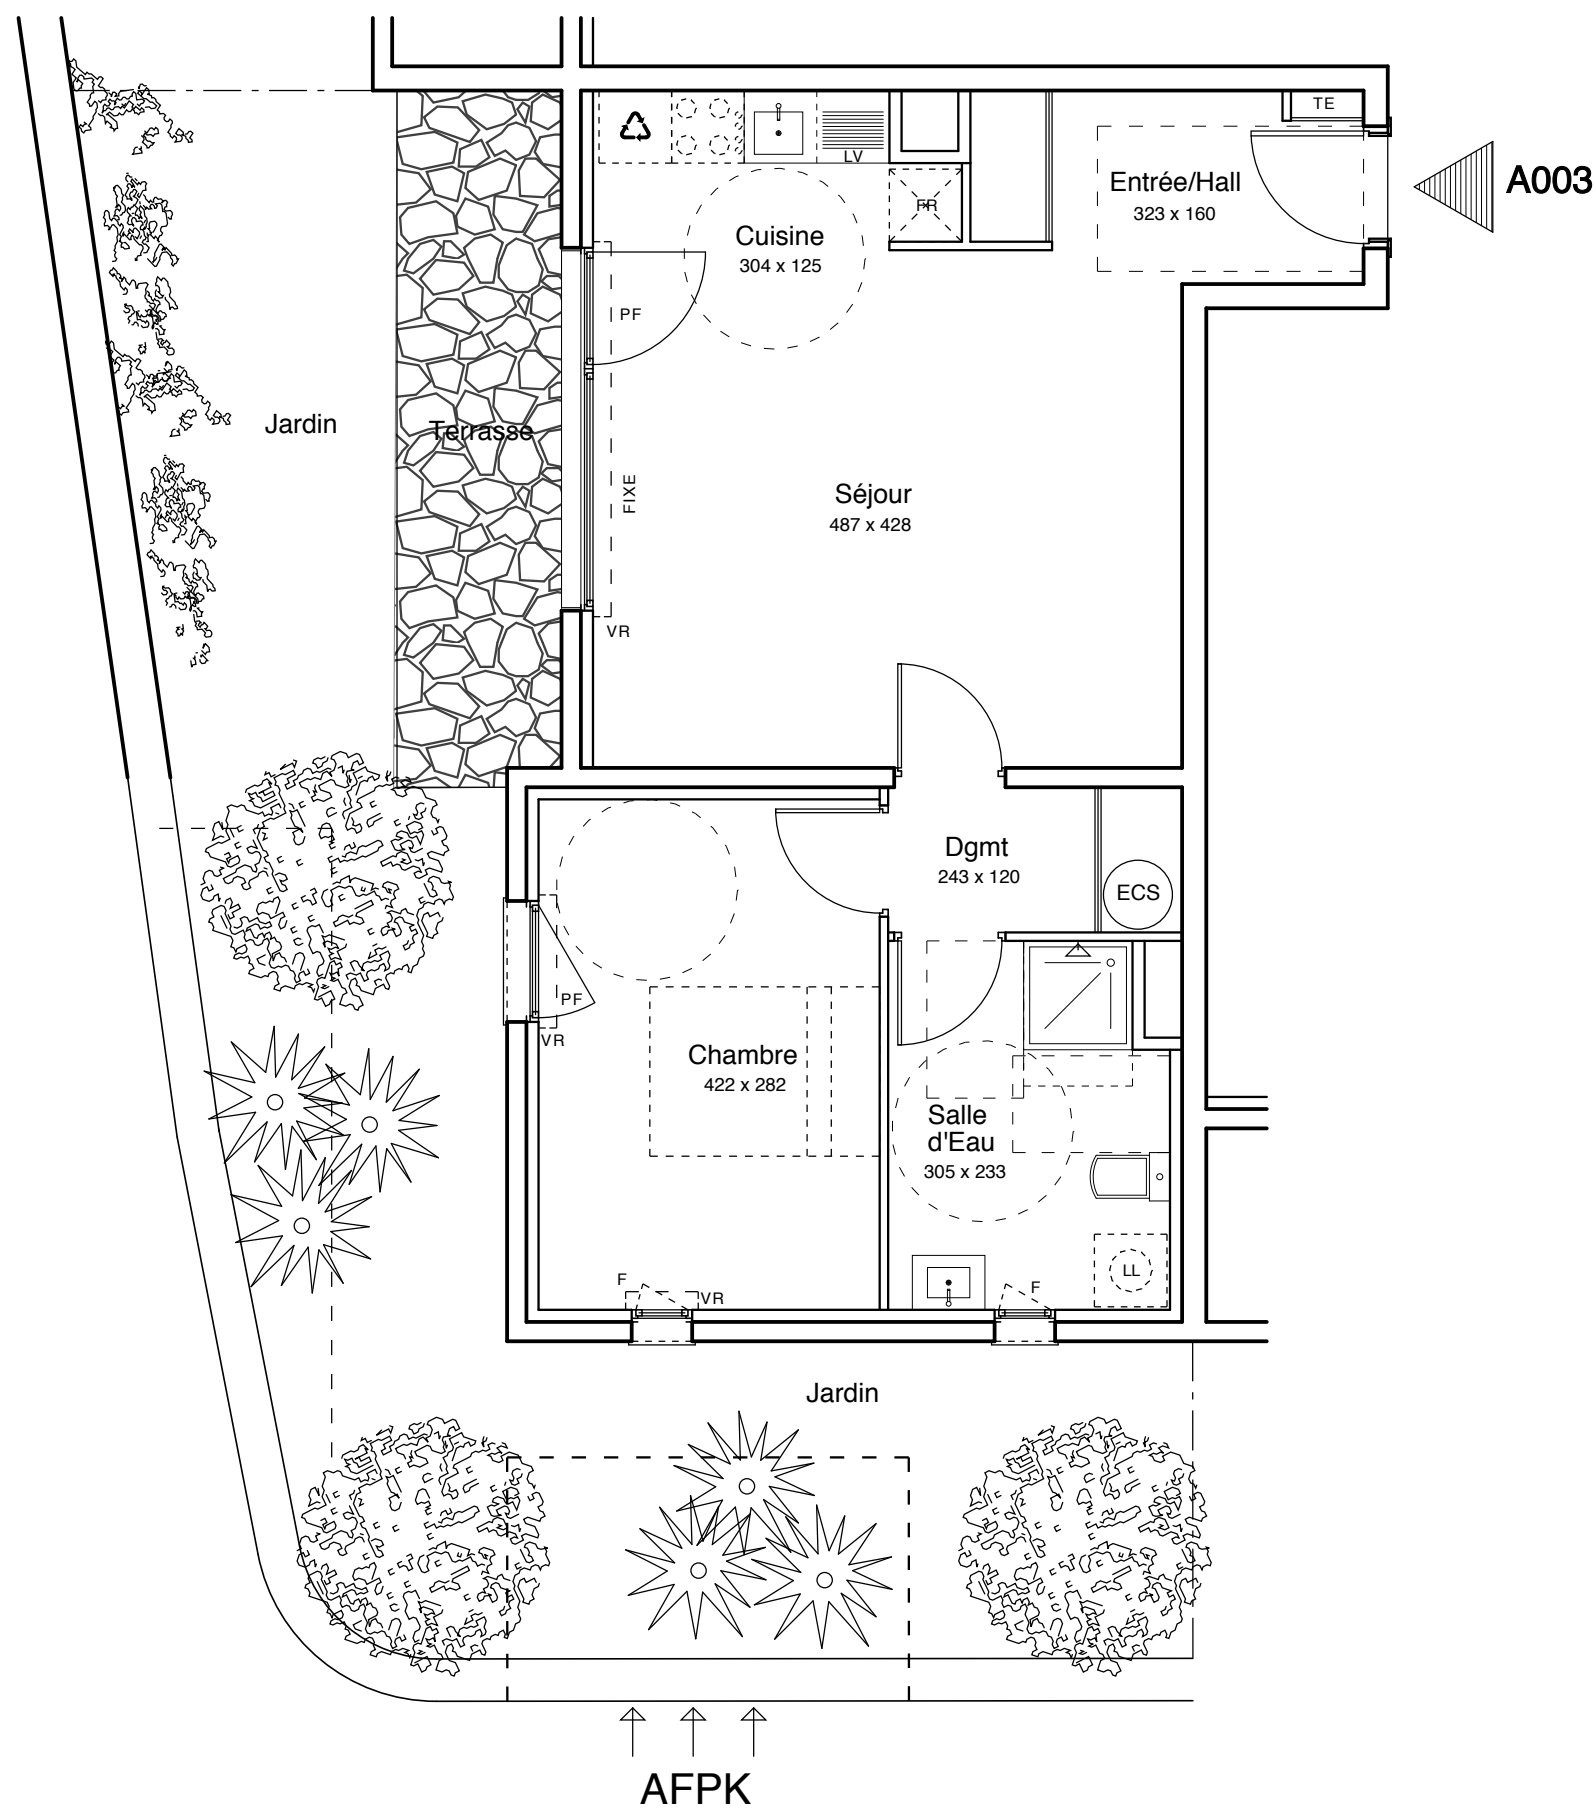 TE
LV
FR
Entrée/Hall
323 x 160
A003
Cuisine
304 x 125
PF
Jardin
Terrasse
FIXE
Séjour
487 x 428
VR
Dgmt
243 x 120
ECS
PF
VR
Chambre
422 x 282
Salle
d'Eau
305 x 233
LL
F
VR
F
Jardin
AFPK